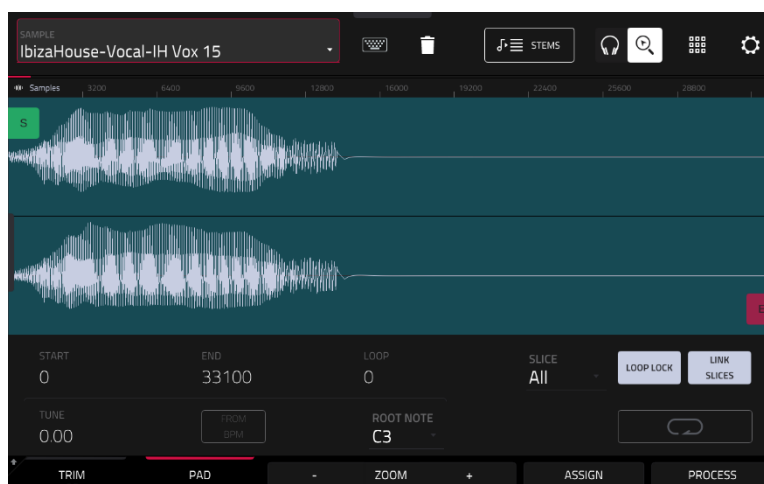 SAMPLE
IbizaHouse-Vocal-IH Vox 15
STEMS
Samples 3200 6400 9600 12800 16000 19200 22400 25600 28800
S
E
START END LOOP SLICE
0 33100 0 All
LOOP LOCK
LINK
SLICES
TUNE
0.00
FROM
BPM
ROOT NOTE
C3
TRIM PAD - ZOOM + ASSIGN PROCESS